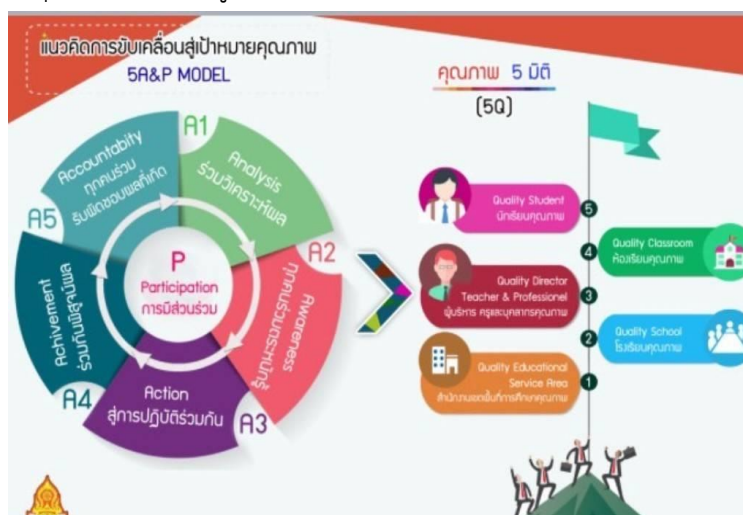 แนวคิดการขับเคลื่อนสู่เป้าหมายคุณภาพ
5A&P MODEL
คุณภาพ 5 มิติ
(5Q)
A1
Analysis
ร่วมวิเคราะห์ผล
A2
Awareness
ทุกคนร่วมตระหนักรู้
A3
Action
สู่การปฏิบัติร่วมกัน
A4
Achivement
ร่วมกันพิสูจน์ผล
A5
Accountabity
ทุกคนร่วม
รับผิดชอบผลที่เกิด
P
Participation
การมีส่วนร่วม
Quality Student
นักเรียนคุณภาพ
5
Quality Classroom
ห้องเรียนคุณภาพ
4
Quality Director
Teacher & Professionel
ผู้บริหาร ครูและบุคลากรคุณภาพ
3
Quality School
โรงเรียนคุณภาพ
2
Quality Educational
Service Area
สำนักงานเขตพื้นที่การศึกษาคุณภาพ
1